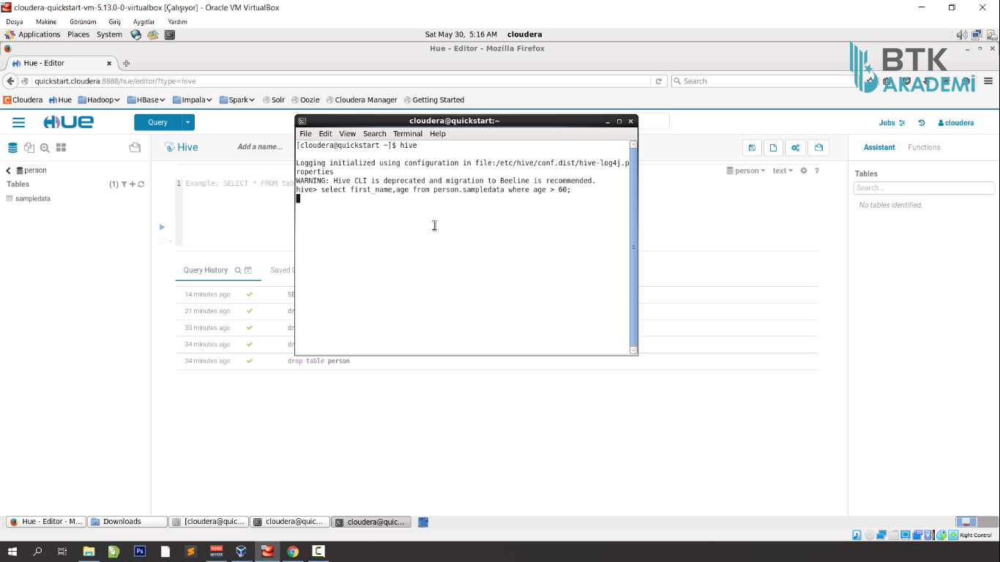 cloudera-quickstart-vm-5.13.0-0-virtualbox [Çalışıyor] - Oracle VM VirtualBox
Dosya Makine Görünüm Giriş Aygıtlar Yardım
Applications Places System Sat May 30, 5:16 AM cloudera
Hue - Editor - Mozilla Firefox
Hue - Editor
quickstart.cloudera:8888/hue/editor/?type=hive Search
BTK
AKADEMİ
Cloudera Hue Hadoop HBase Impala Spark Solr Oozie Cloudera Manager Getting Started
HUE Query Jobs cloudera
Hive Add a name... Assistant Functions
person
Tables (1)
sampledata
1 Example: SELECT * FROM tab
person text ?
Tables
Search...
No tables identified.
cloudera@quickstart:~
File Edit View Search Terminal Help
[cloudera@quickstart ~]$ hive
Logging initialized using configuration in file:/etc/hive/conf.dist/hive-log4j.p
roperties
WARNING: Hive CLI is deprecated and migration to Beeline is recommended.
hive> select first_name,age from person.sampledata where age > 60;
Query History Saved
14 minutes ago SE
21 minutes ago dr
33 minutes ago dr
34 minutes ago dr
34 minutes ago drop table person
Hue - Editor - M... Downloads [cloudera@quic... cloudera@quic... cloudera@quic...
Right Control
Ps VOICE